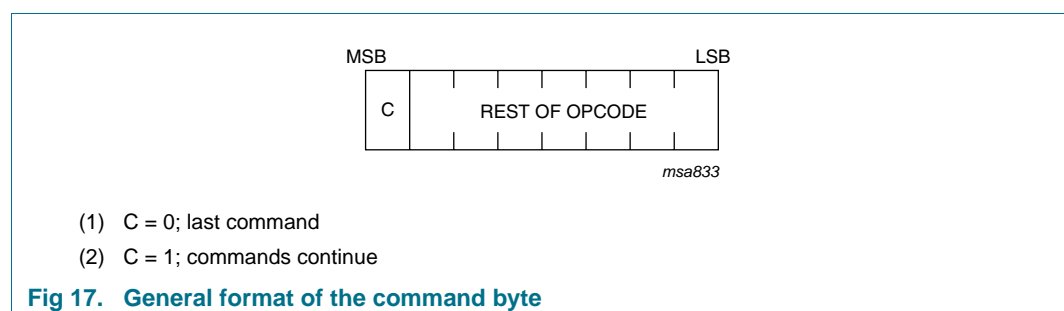 MSB LSB
C REST OF OPCODE
msa833
(1) C = 0; last command
(2) C = 1; commands continue
Fig 17. General format of the command byte